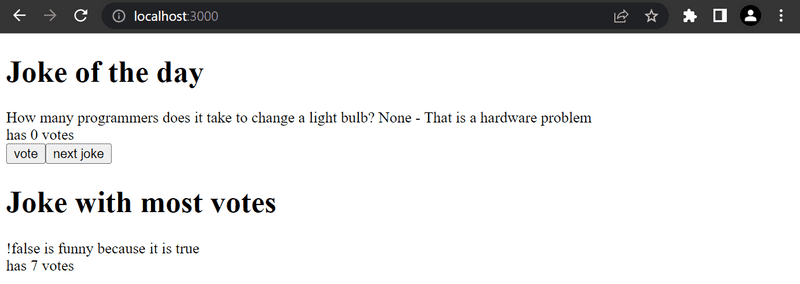 localhost:3000
Joke of the day
How many programmers does it take to change a light bulb? None - That is a hardware problem
has 0 votes
vote next joke
Joke with most votes
!false is funny because it is true
has 7 votes